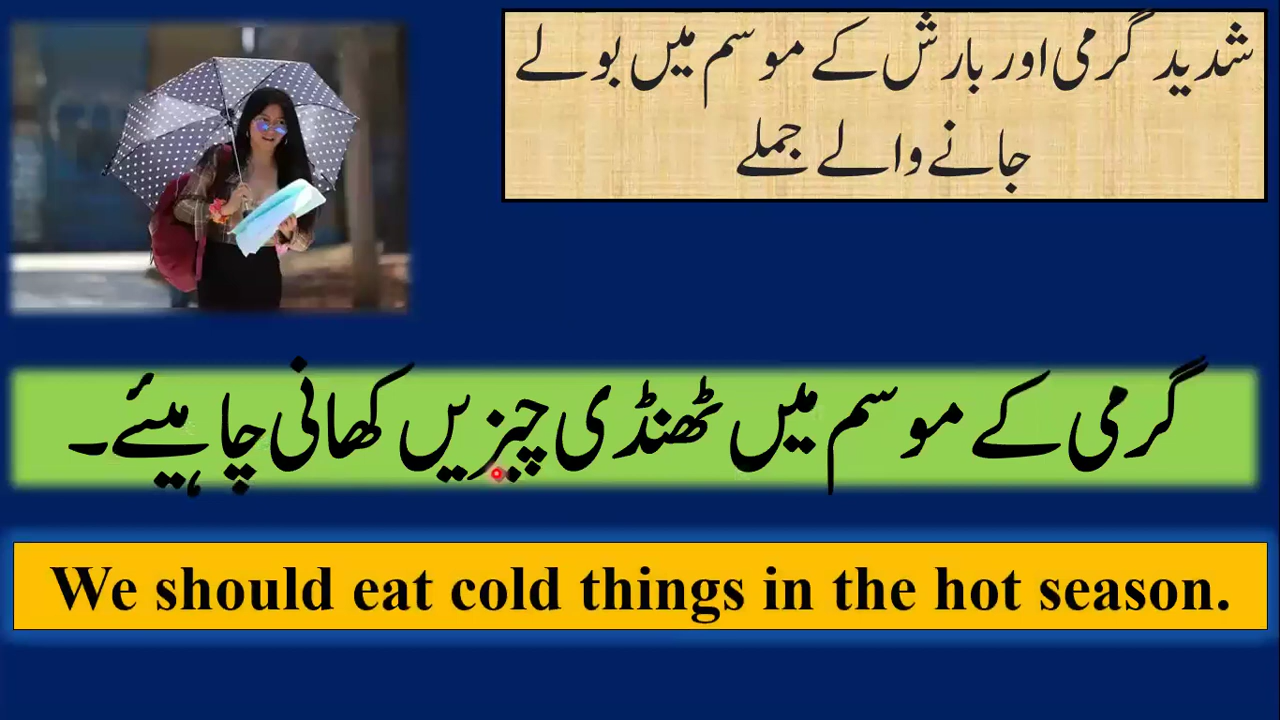 شدید گرمی اور بارش کے موسم میں بولے
جانے والے جملے
گرمی کے موسم میں ٹھنڈی چیزیں کھانی چاہیئے۔
We should eat cold things in the hot season.